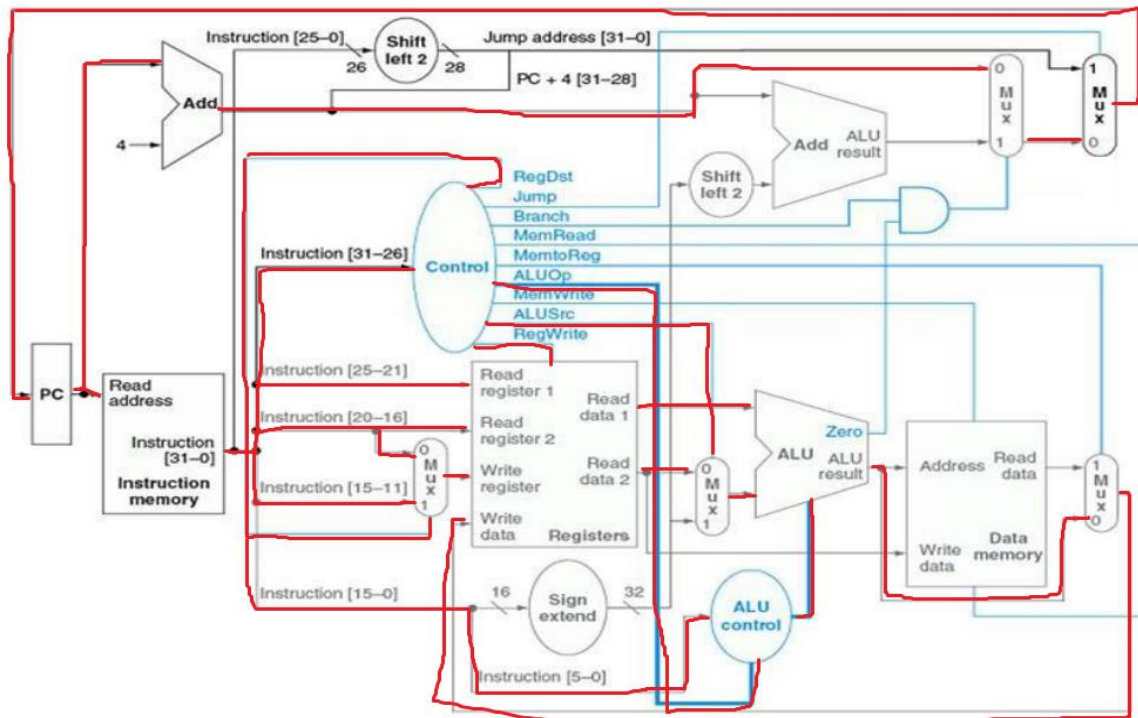 Instruction [25–0]
Shift
left 2
26
28
Jump address [31–0]
PC + 4 [31–28]
Add
4
0
M
u
x
1
1
M
u
x
0
Add
ALU
result
Shift
left 2
RegDst
Jump
Branch
MemRead
MemtoReg
ALUOp
MemWrite
ALUSrc
RegWrite
Instruction [31–26]
Control
PC
Read
address
Instruction
[31–0]
Instruction
memory
Instruction [25–21]
Instruction [20–16]
Instruction [15–11]
0
M
u
x
1
Read
register 1
Read
register 2
Write
register
Write
data
Read
data 1
Read
data 2
Registers
0
M
u
x
1
Zero
ALU
ALU
result
Address
Read
data
Write
data
Data
memory
1
M
u
x
0
Instruction [15–0]
16
Sign
extend
32
ALU
control
Instruction [5–0]